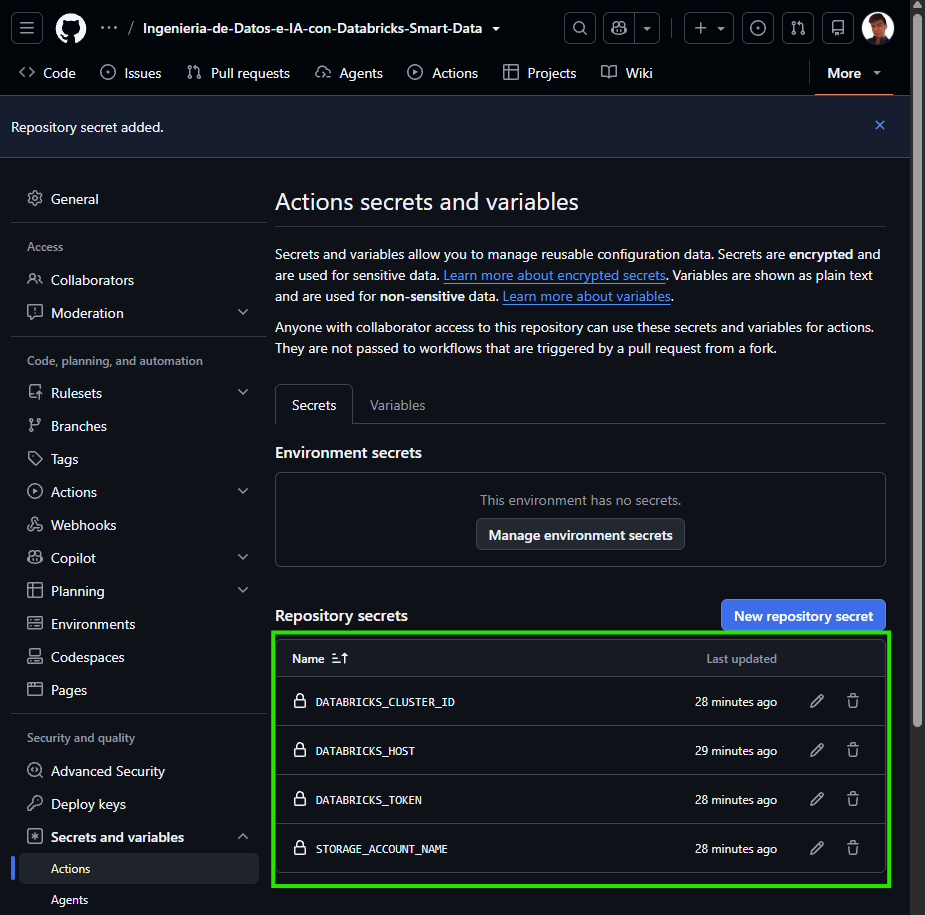 ··· / Ingenieria-de-Datos-e-IA-con-Databricks-Smart-Data
Code Issues Pull requests Agents Actions Projects Wiki More
Repository secret added.
General
Access
Collaborators
Moderation
Code, planning, and automation
Rulesets
Branches
Tags
Actions
Webhooks
Copilot
Planning
Environments
Codespaces
Pages
Security and quality
Advanced Security
Deploy keys
Secrets and variables
Actions
Agents
Actions secrets and variables
Secrets and variables allow you to manage reusable configuration data. Secrets are encrypted and
are used for sensitive data. Learn more about encrypted secrets. Variables are shown as plain text
and are used for non-sensitive data. Learn more about variables.
Anyone with collaborator access to this repository can use these secrets and variables for actions.
They are not passed to workflows that are triggered by a pull request from a fork.
Secrets Variables
Environment secrets
This environment has no secrets.
Manage environment secrets
Repository secrets New repository secret
Name Last updated
DATABRICKS_CLUSTER_ID 28 minutes ago
DATABRICKS_HOST 29 minutes ago
DATABRICKS_TOKEN 28 minutes ago
STORAGE_ACCOUNT_NAME 28 minutes ago